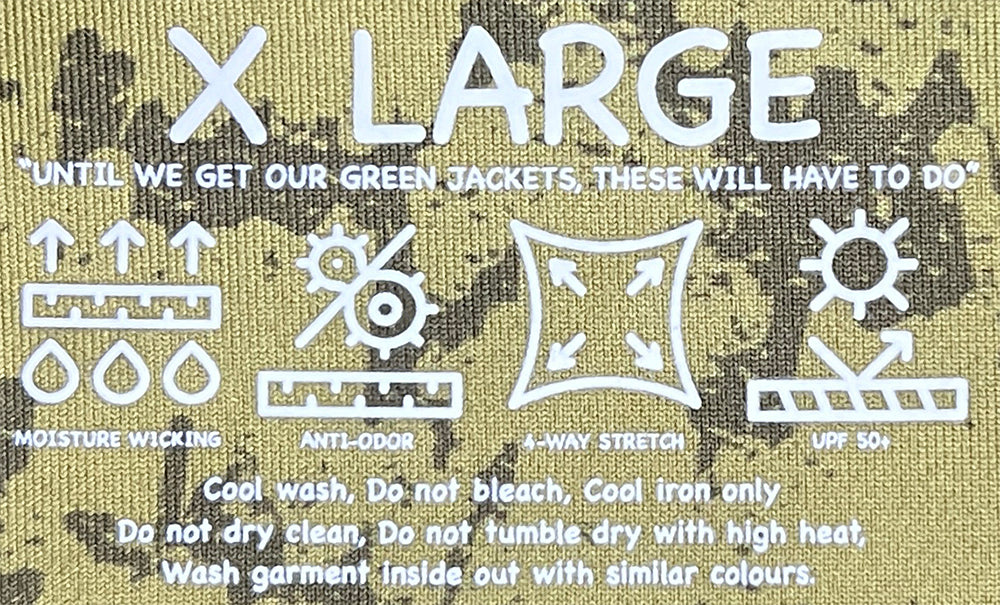 X LARGE
"UNTIL WE GET OUR GREEN JACKETS, THESE WILL HAVE TO DO"
MOISTURE WICKING ANTI-ODOR 4-WAY STRETCH UPF 50+
Cool wash, Do not bleach, Cool iron only
Do not dry clean, Do not tumble dry with high heat,
Wash garment inside out with similar colours.